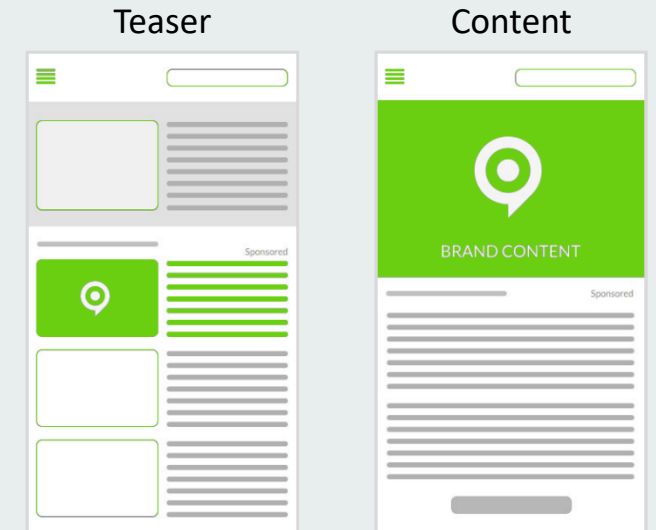 Teaser
Content
Sponsored
BRAND CONTENT
Sponsored